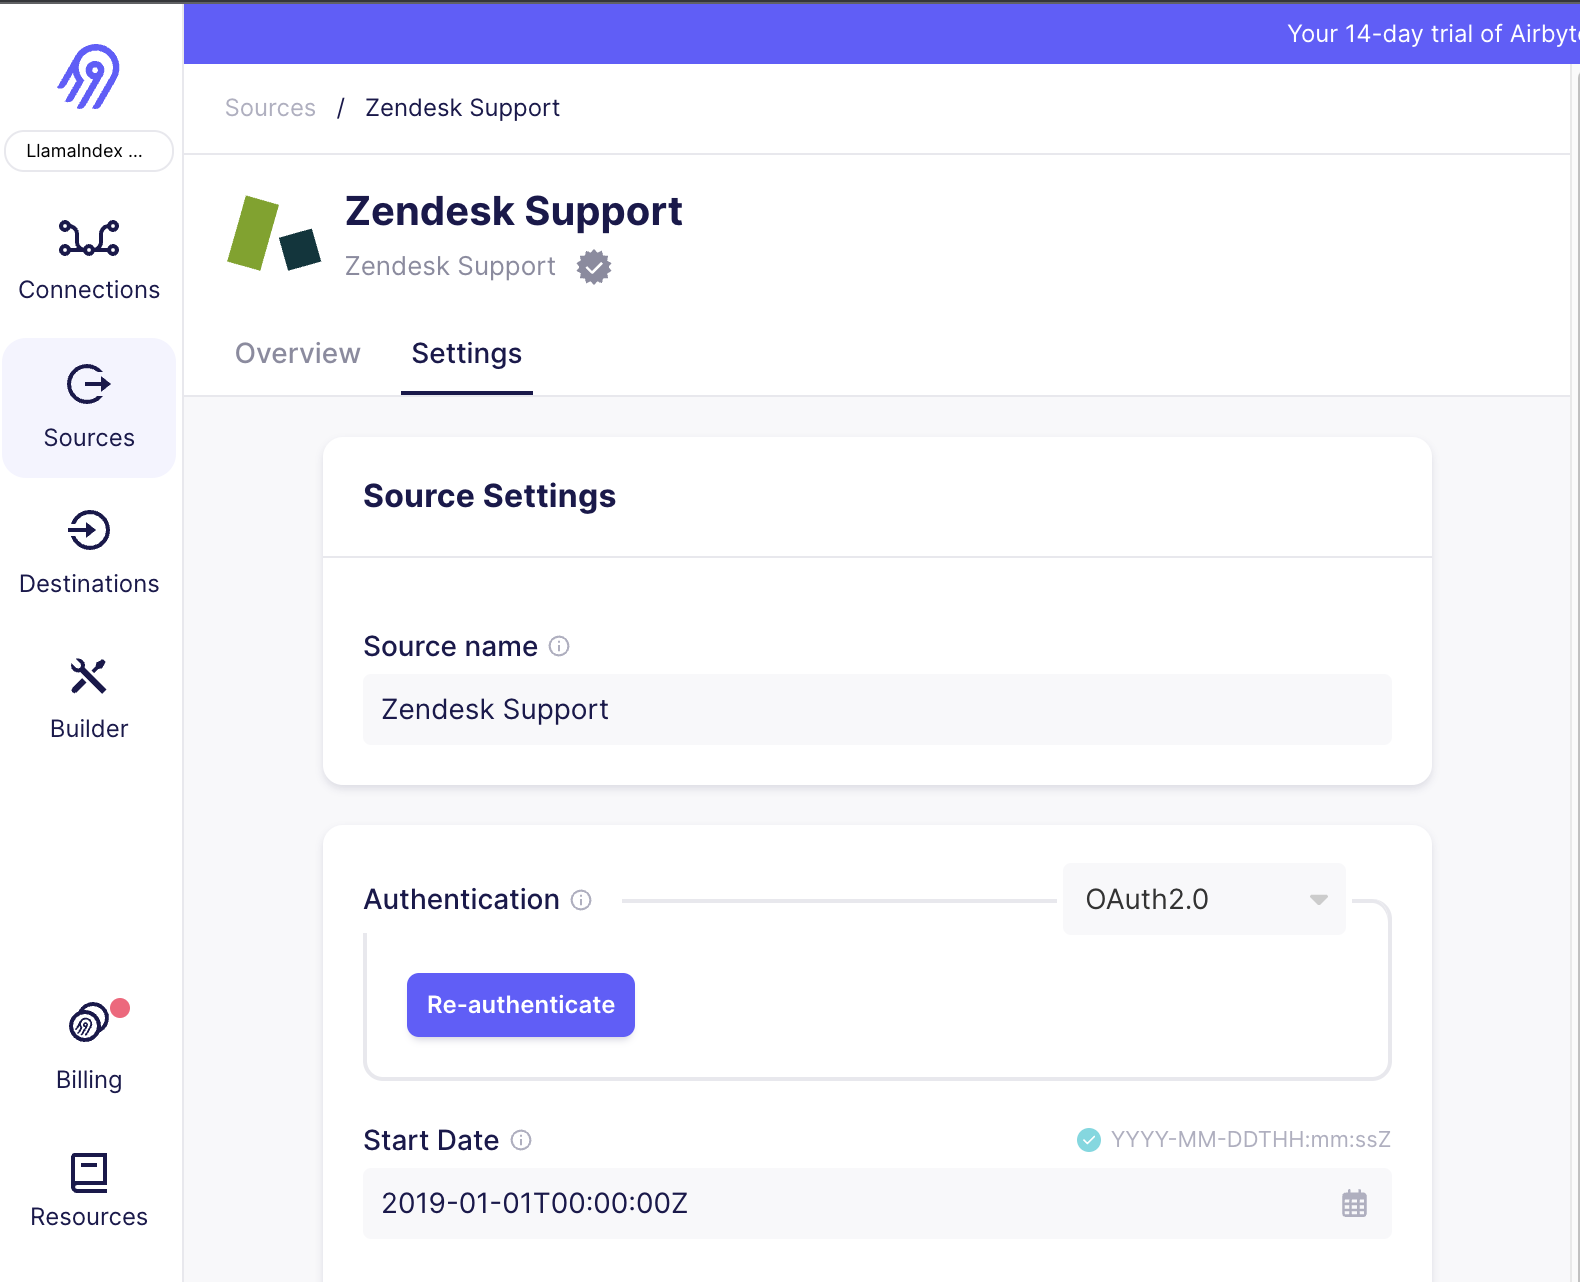 Your 14-day trial of Airbyte
Sources / Zendesk Support
LlamaIndex ...
Zendesk Support
Zendesk Support
Connections
Overview
Settings
Sources
Source Settings
Destinations
Source name
Zendesk Support
Builder
Authentication
OAuth2.0
Re-authenticate
Billing
Start Date
YYYY-MM-DDTHH:mm:ssZ
2019-01-01T00:00:00Z
Resources